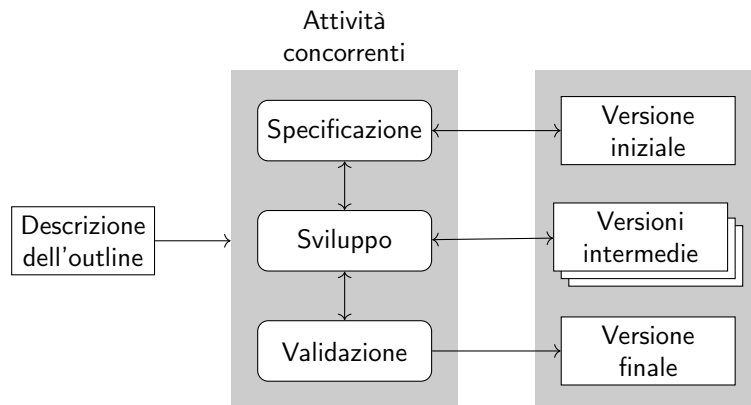 Attività
concorrenti
Specificazione
Versione
iniziale
Descrizione
dell'outline
Sviluppo
Versioni
intermedie
Validazione
Versione
finale